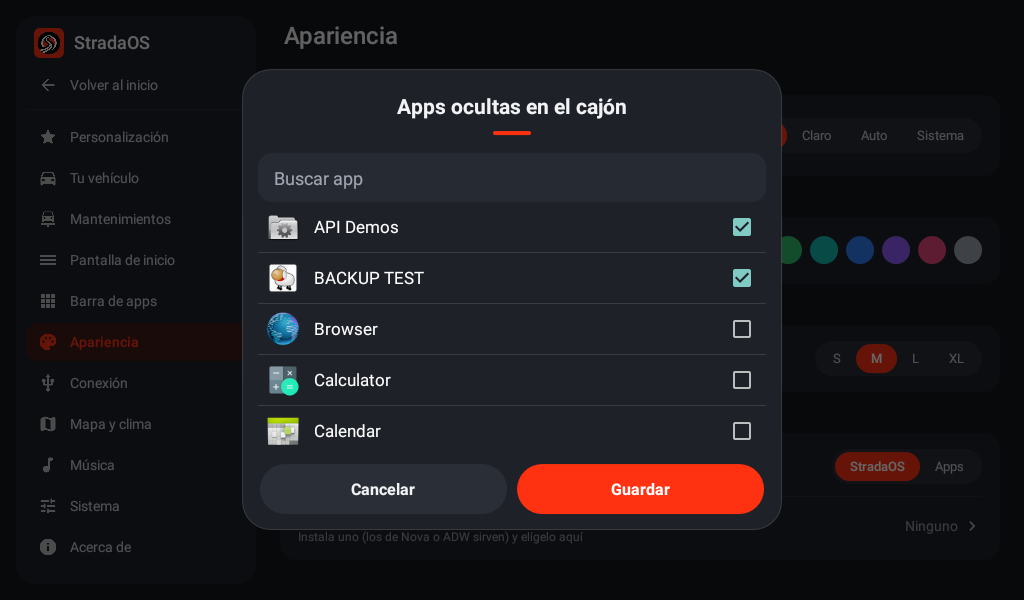 StradaOS
Volver al inicio
Personalización
Tu vehículo
Mantenimientos
Pantalla de inicio
Barra de apps
Apariencia
Conexión
Mapa y clima
Música
Sistema
Acerca de
Apariencia
Claro Auto Sistema
S M L XL
StradaOS Apps
Ninguno
Instala uno (los de Nova o ADW sirven) y elígelo aquí
Apps ocultas en el cajón
Buscar app
API Demos
BACKUP TEST
Browser
Calculator
Calendar
Cancelar Guardar